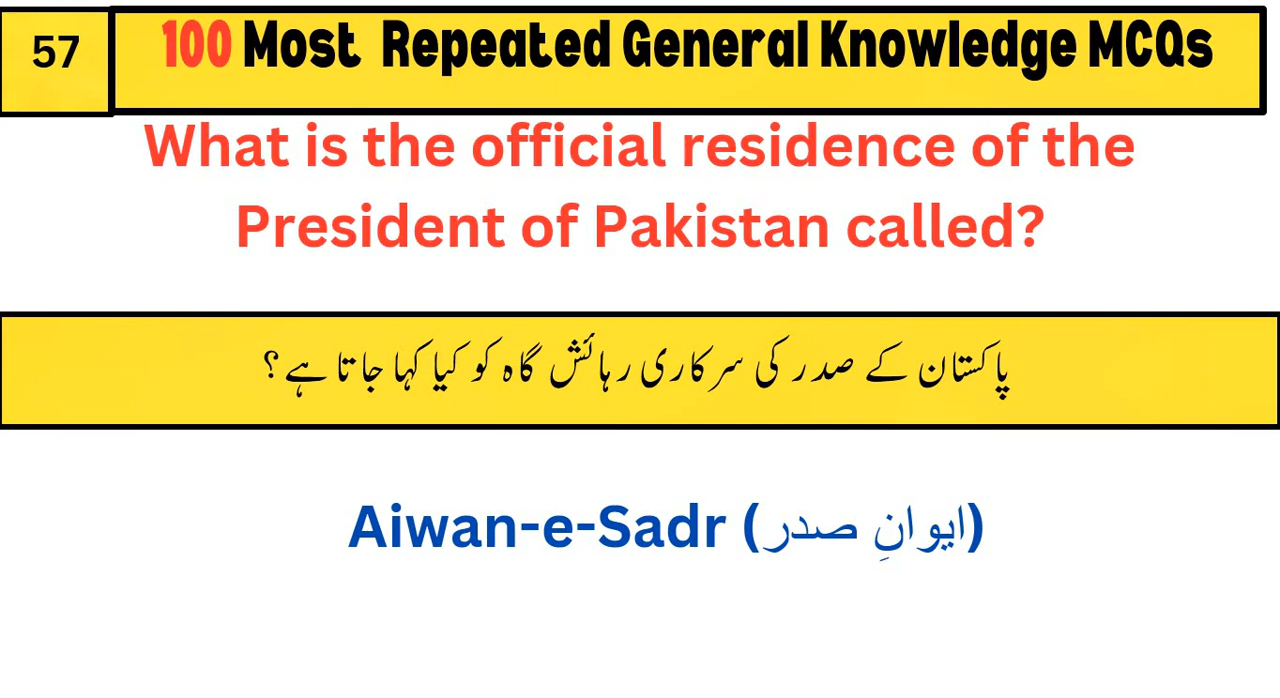 57
100 Most Repeated General Knowledge MCQs
What is the official residence of the
President of Pakistan called?
پاکستان کے صدر کی سرکاری رہائش گاہ کو کیا کہا جاتا ہے؟
Aiwan-e-Sadr (ایوانِ صدر)